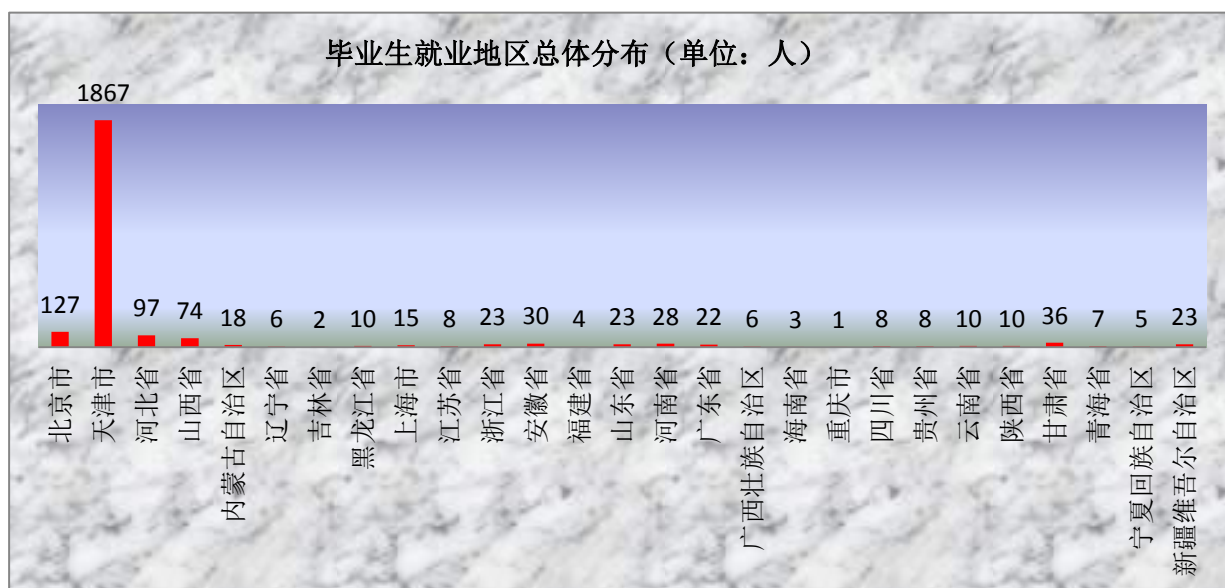 毕业生就业地区总体分布（单位：人）
1867
127
97
74
18
6
2
10
15
8
23
30
4
23
28
22
6
3
1
8
8
10
10
36
7
5
23
北京市
天津市
河北省
山西省
内蒙古自治区
辽宁省
吉林省
黑龙江省
上海市
江苏省
浙江省
安徽省
福建省
山东省
河南省
广东省
广西壮族自治区
海南省
重庆市
四川省
贵州省
云南省
陕西省
甘肃省
青海省
宁夏回族自治区
新疆维吾尔自治区